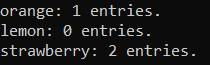 orange: 1 entries.
lemon: 0 entries.
strawberry: 2 entries.